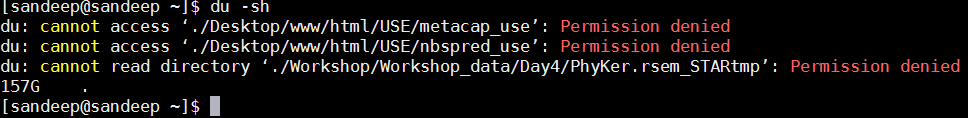 [sandeep@sandeep ~]$ du -sh
du: cannot access ‘./Desktop/www/html/USE/metacap_use’: Permission denied
du: cannot access ‘./Desktop/www/html/USE/nbspred_use’: Permission denied
du: cannot read directory ‘./Workshop/Workshop_data/Day4/PhyKer.rsem_STARtmp’: Permission denied
157G    .
[sandeep@sandeep ~]$